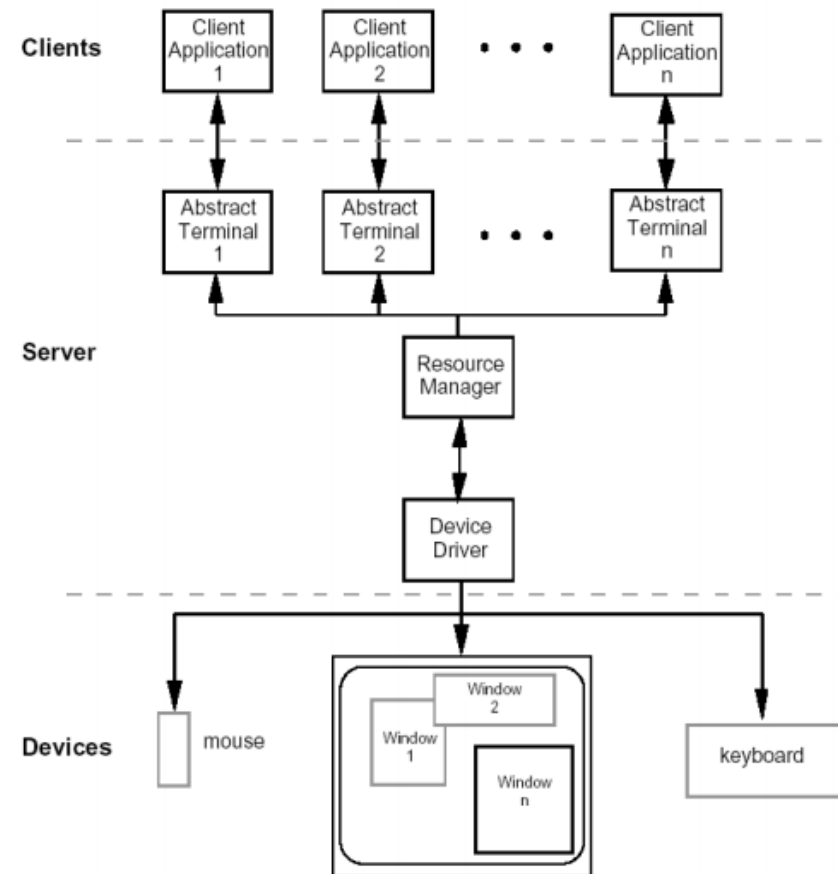 Clients
Client
Application
1
Client
Application
2
Client
Application
n
Abstract
Terminal
1
Abstract
Terminal
2
Abstract
Terminal
n
Server
Resource
Manager
Device
Driver
Devices
mouse
Window
1
Window
2
Window
n
keyboard